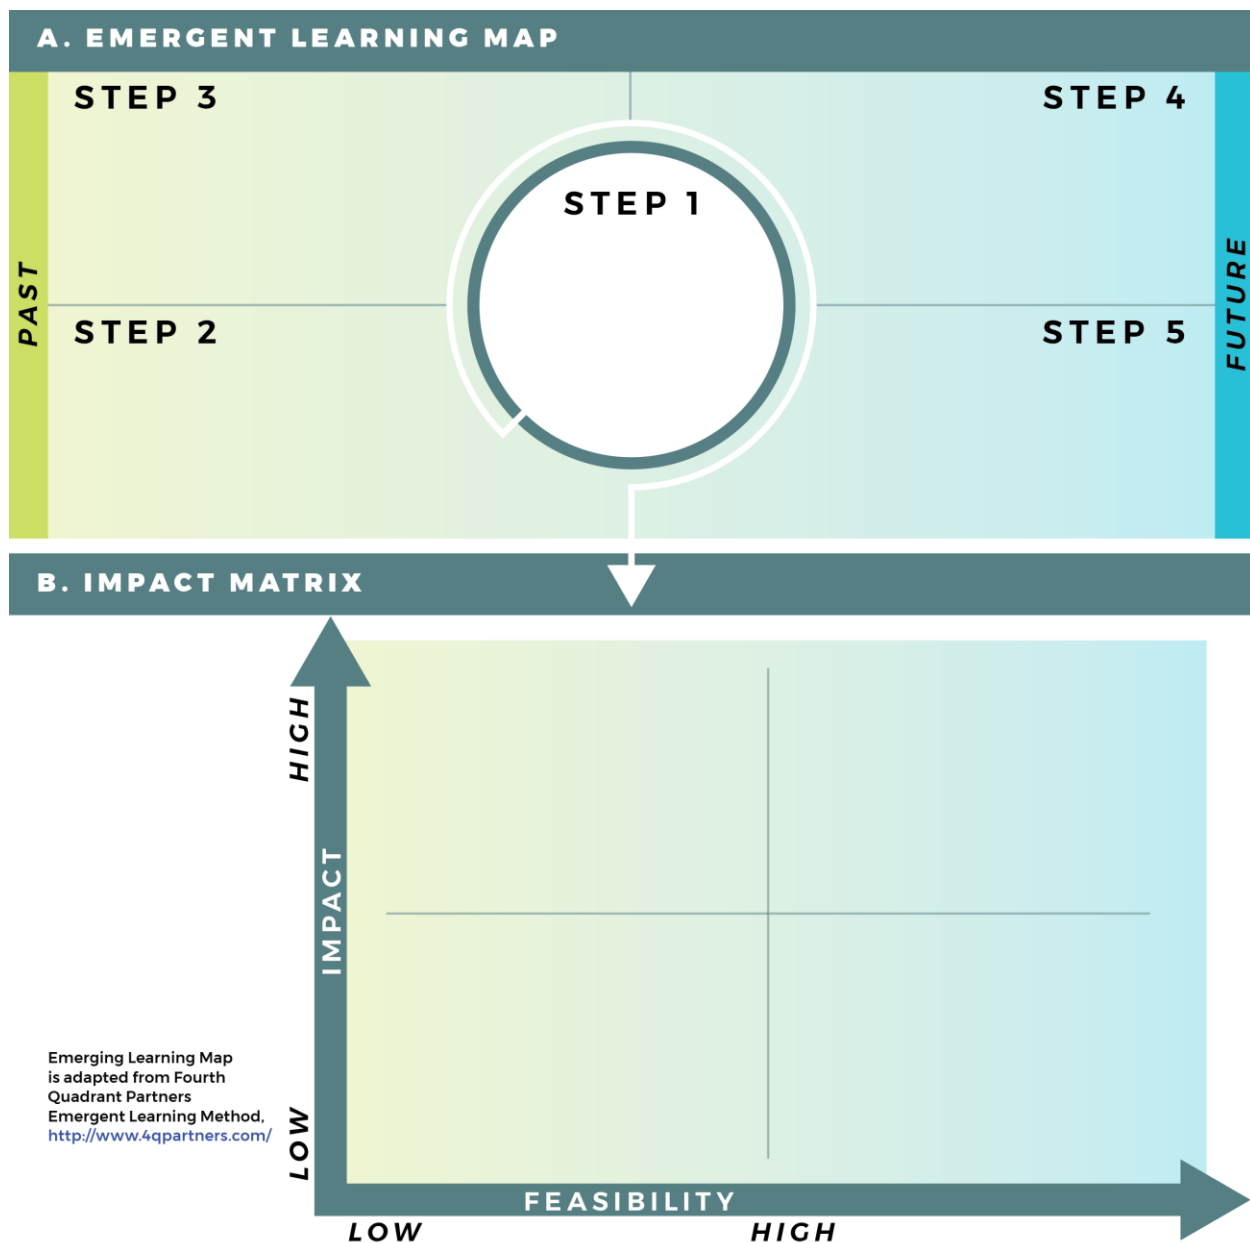 A. EMERGENT LEARNING MAP
STEP 3
STEP 4
STEP 1
PAST
FUTURE
STEP 2
STEP 5
B. IMPACT MATRIX
HIGH
IMPACT
LOW
Emerging Learning Map
is adapted from Fourth
Quadrant Partners
Emergent Learning Method,
http://www.4qpartners.com/
FEASIBILITY
LOW
HIGH